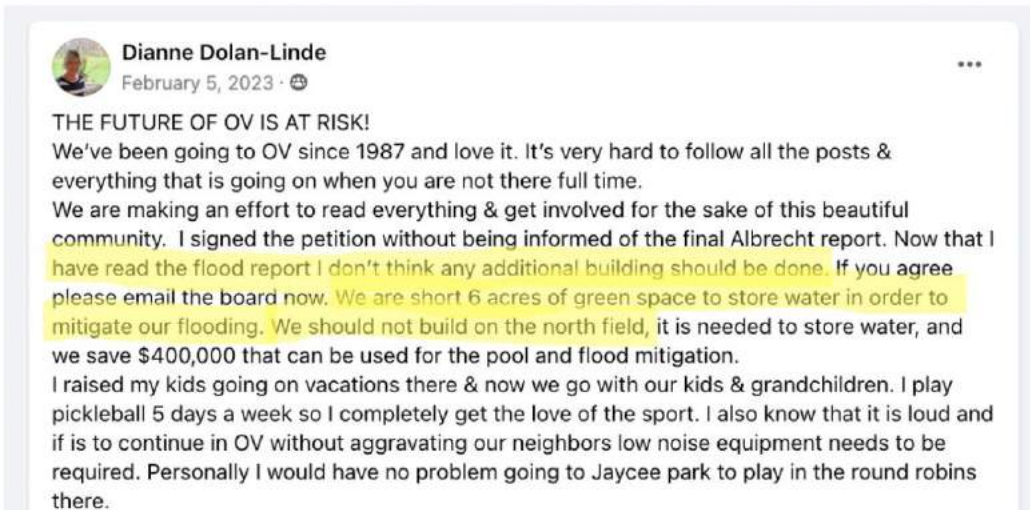 Dianne Dolan-Linde
February 5, 2023 ·
THE FUTURE OF OV IS AT RISK!
We've been going to OV since 1987 and love it. It's very hard to follow all the posts &
everything that is going on when you are not there full time.
We are making an effort to read everything & get involved for the sake of this beautiful
community.  I signed the petition without being informed of the final Albrecht report. Now that I
have read the flood report I don't think any additional building should be done. If you agree
please email the board now. We are short 6 acres of green space to store water in order to
mitigate our flooding. We should not build on the north field, it is needed to store water, and
we save $400,000 that can be used for the pool and flood mitigation.
I raised my kids going on vacations there & now we go with our kids & grandchildren. I play
pickleball 5 days a week so I completely get the love of the sport. I also know that it is loud and
if is to continue in OV without aggravating our neighbors low noise equipment needs to be
required. Personally I would have no problem going to Jaycee park to play in the round robins
there.